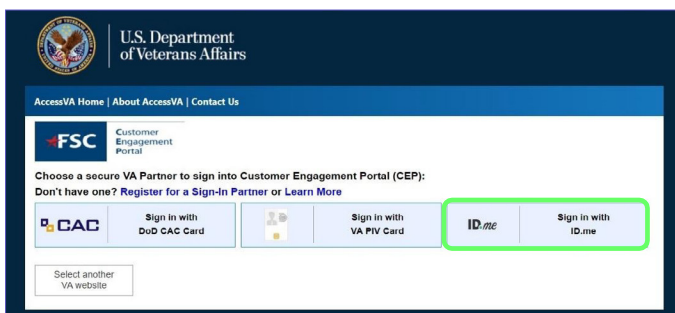 U.S. Department
of Veterans Affairs
AccessVA Home | About AccessVA | Contact Us
FSC Customer
Engagement
Portal
Choose a secure VA Partner to sign into Customer Engagement Portal (CEP):
Don't have one? Register for a Sign-In Partner or Learn More
CAC
Sign in with
DoD CAC Card
Sign in with
VA PIV Card
ID.me
Sign in with
ID.me
Select another
VA website